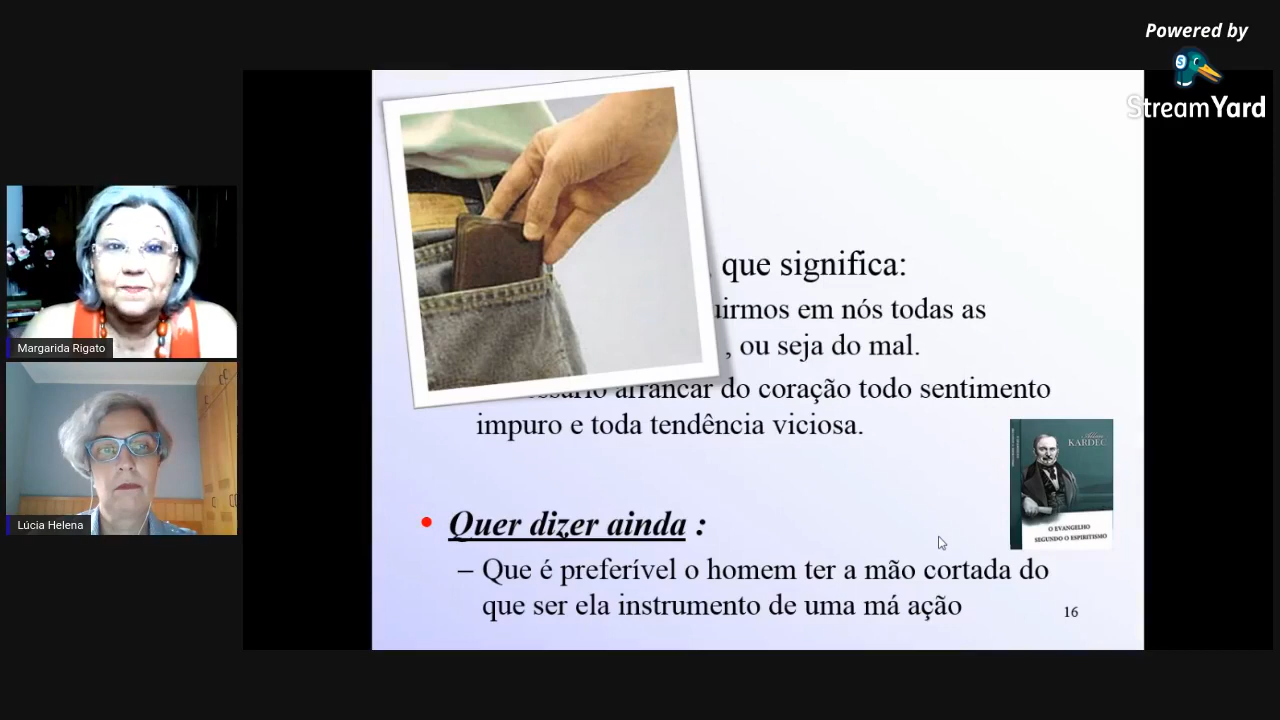 Powered by
StreamYard
que significa:
em nós todas as
, ou seja do mal.
arrancar do coração todo sentimento
impuro e toda tendência viciosa.
Allan
KARDEC
O EVANGELHO
SEGUNDO O ESPIRITISMO
• Quer dizer ainda :
– Que é preferível o homem ter a mão cortada do
que ser ela instrumento de uma má ação
16
Margarida Rigato
Lúcia Helena